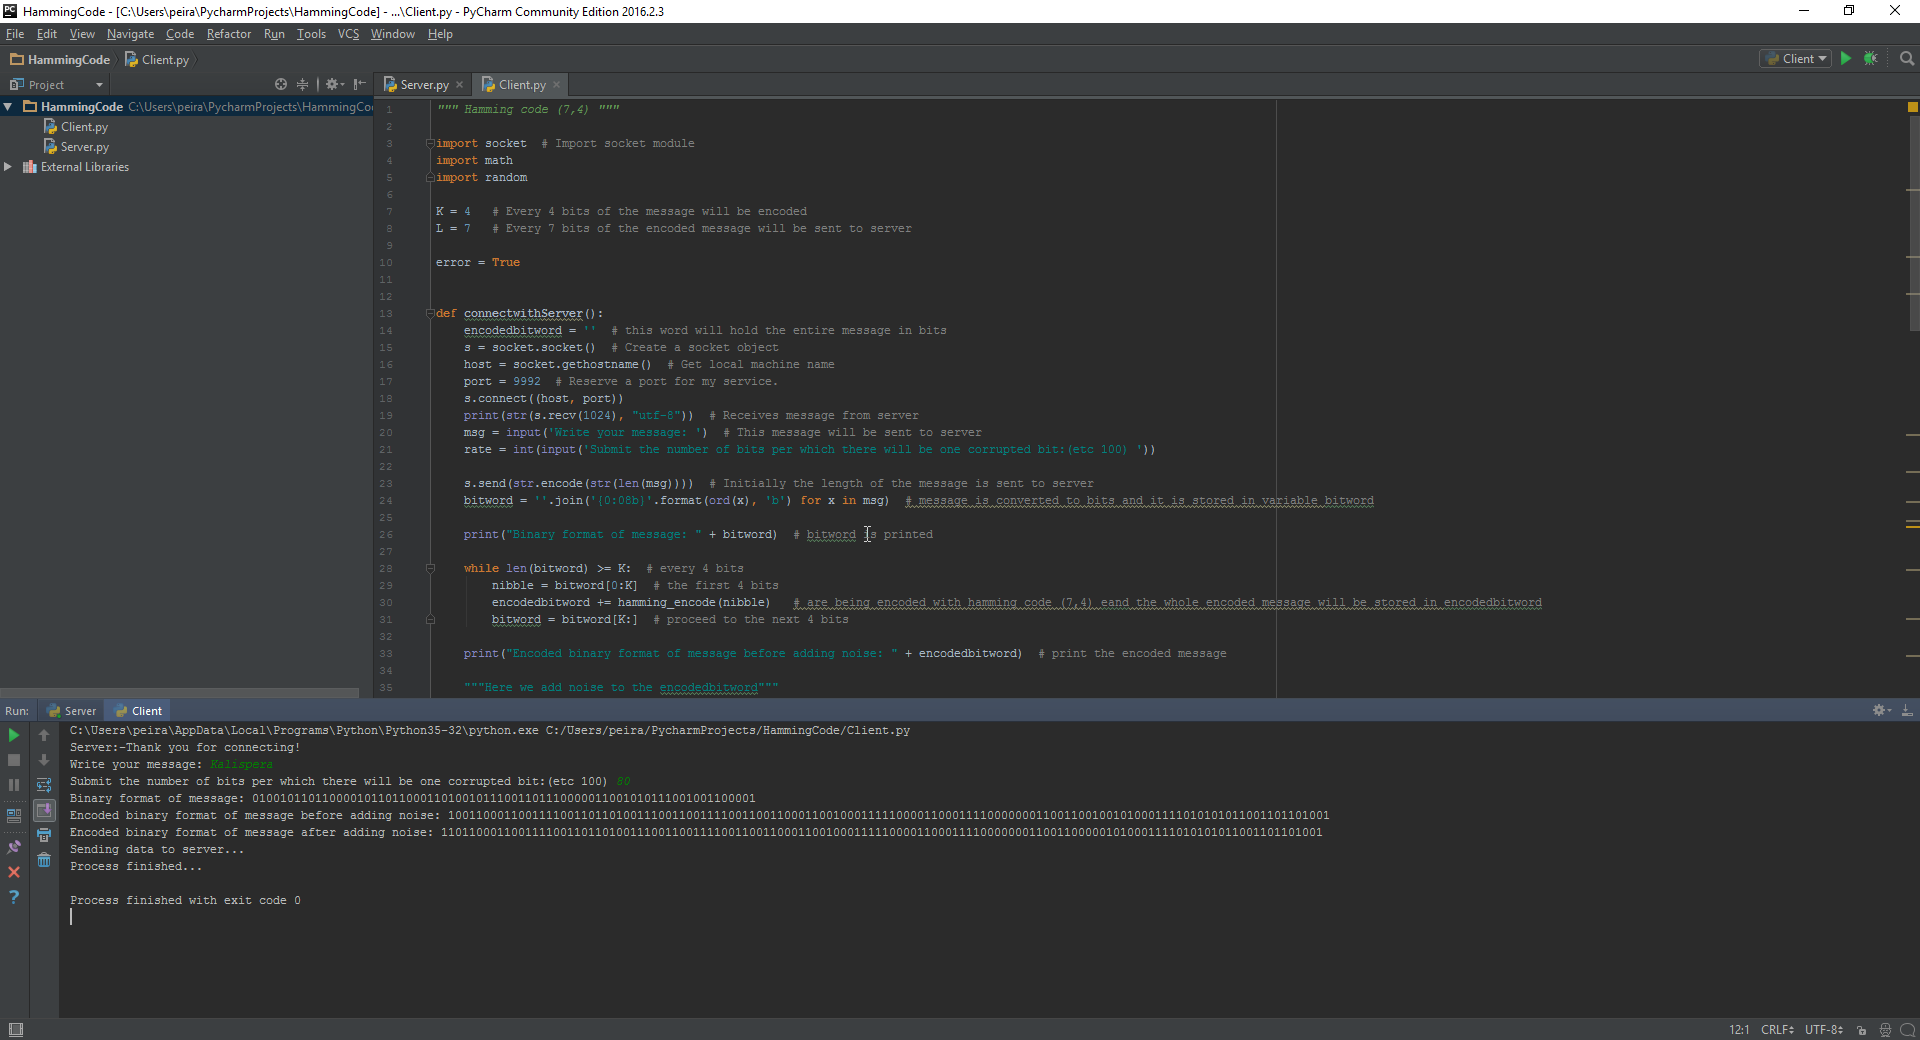 HammingCode - [C:\Users\peira\PycharmProjects\HammingCode] - ...\Client.py - PyCharm Community Edition 2016.2.3
File Edit View Navigate Code Refactor Run Tools VCS Window Help
HammingCode Client.py Client
Project Server.py Client.py
HammingCode C:\Users\peira\PycharmProjects\HammingCo
Client.py
Server.py
External Libraries
1 """ Hamming code (7,4) """
2
3 import socket # Import socket module
4 import math
5 import random
6
7 K = 4 # Every 4 bits of the message will be encoded
8 L = 7 # Every 7 bits of the encoded message will be sent to server
9
10 error = True
11
12
13 def connectwithServer():
14 encodedbitword = '' # this word will hold the entire message in bits
15 s = socket.socket() # Create a socket object
16 host = socket.gethostname() # Get local machine name
17 port = 9992 # Reserve a port for my service.
18 s.connect((host, port))
19 print(str(s.recv(1024), "utf-8")) # Receives message from server
20 msg = input('Write your message: ') # This message will be sent to server
21 rate = int(input('Submit the number of bits per which there will be one corrupted bit:(etc 100) '))
22
23 s.send(str.encode(str(len(msg)))) # Initially the length of the message is sent to server
24 bitword = ''.join('{0:08b}'.format(ord(x), 'b') for x in msg) # message is converted to bits and it is stored in variable bitword
25
26 print("Binary format of message: " + bitword) # bitword is printed
27
28 while len(bitword) >= K: # every 4 bits
29 nibble = bitword[0:K] # the first 4 bits
30 encodedbitword += hamming_encode(nibble) # are being encoded with hamming code (7,4) eand the whole encoded message will be stored in encodedbitword
31 bitword = bitword[K:] # proceed to the next 4 bits
32
33 print("Encoded binary format of message before adding noise: " + encodedbitword) # print the encoded message
34
35 """Here we add noise to the encodedbitword"""
Run: Server Client
C:\Users\peira\AppData\Local\Programs\Python\Python35-32\python.exe C:/Users/peira/PycharmProjects/HammingCode/Client.py
Server:-Thank you for connecting!
Write your message: Kalispera
Submit the number of bits per which there will be one corrupted bit:(etc 100) 80
Binary format of message: 010010110110000101101100011010010111001101110000011001010111001001100001
Encoded binary format of message before adding noise: 100110001100111100110110100111001100111100110011000110010001111100001100011110000000110011001001010001111010101011001101101001
Encoded binary format of message after adding noise: 110110001100111100110110100111001100111100110011000110010001111100001100011110000000110011000001010001111010101011001101101001
Sending data to server...
Process finished...
Process finished with exit code 0
12:1 CRLF UTF-8